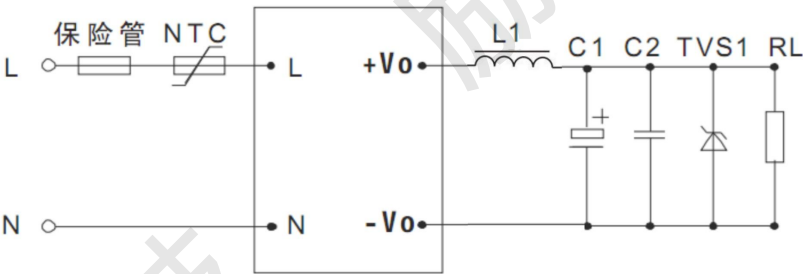 保险管 NTC
L1
C1 C2 TVS1 RL
L L +Vo
+
N N -Vo